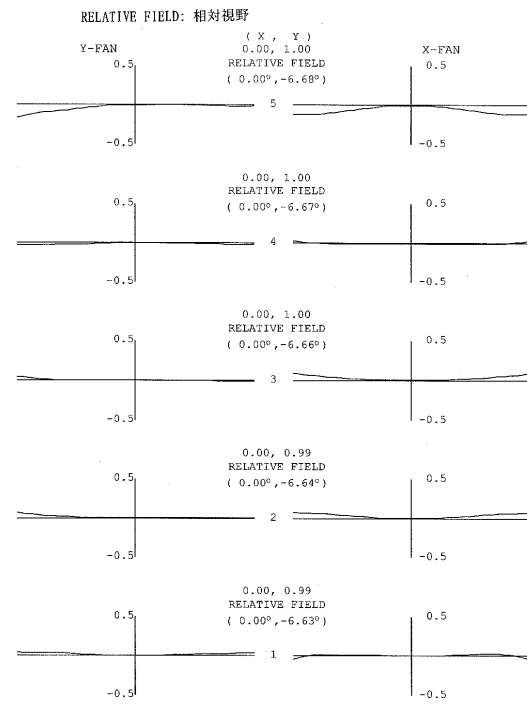 RELATIVE FIELD: 相対視野
( X , Y )
Y-FAN 0.00, 1.00 X-FAN
0.5 RELATIVE FIELD 0.5
( 0.00°,-6.68°)
5
-0.5 -0.5
0.00, 1.00
RELATIVE FIELD
0.5 ( 0.00°,-6.67°) 0.5
4
-0.5 -0.5
0.00, 1.00
RELATIVE FIELD
0.5 ( 0.00°,-6.66°) 0.5
3
-0.5 -0.5
0.00, 0.99
RELATIVE FIELD
0.5 ( 0.00°,-6.64°) 0.5
2
-0.5 -0.5
0.00, 0.99
RELATIVE FIELD
0.5 ( 0.00°,-6.63°) 0.5
1
-0.5 -0.5